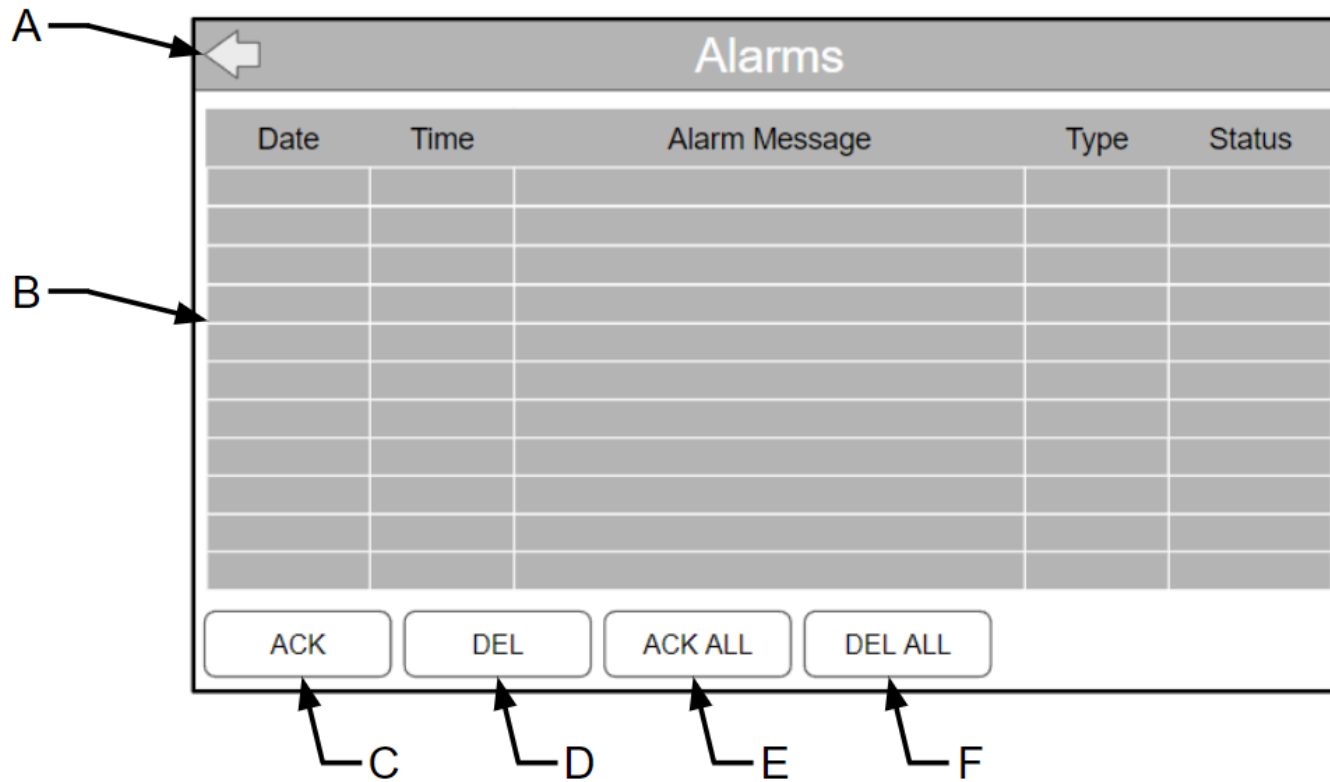 A
Alarms
Date Time Alarm Message Type Status
B
ACK DEL ACK ALL DEL ALL
C D E F